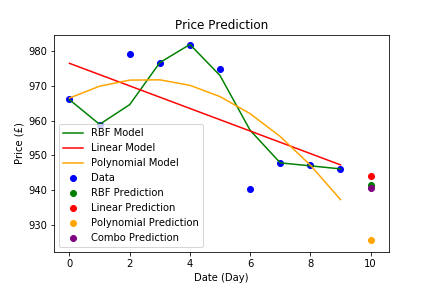 Price Prediction
980
970
960
950
940
930
Price (£)
RBF Model
Linear Model
Polynomial Model
Data
RBF Prediction
Linear Prediction
Polynomial Prediction
Combo Prediction
0
2
4
6
8
10
Date (Day)